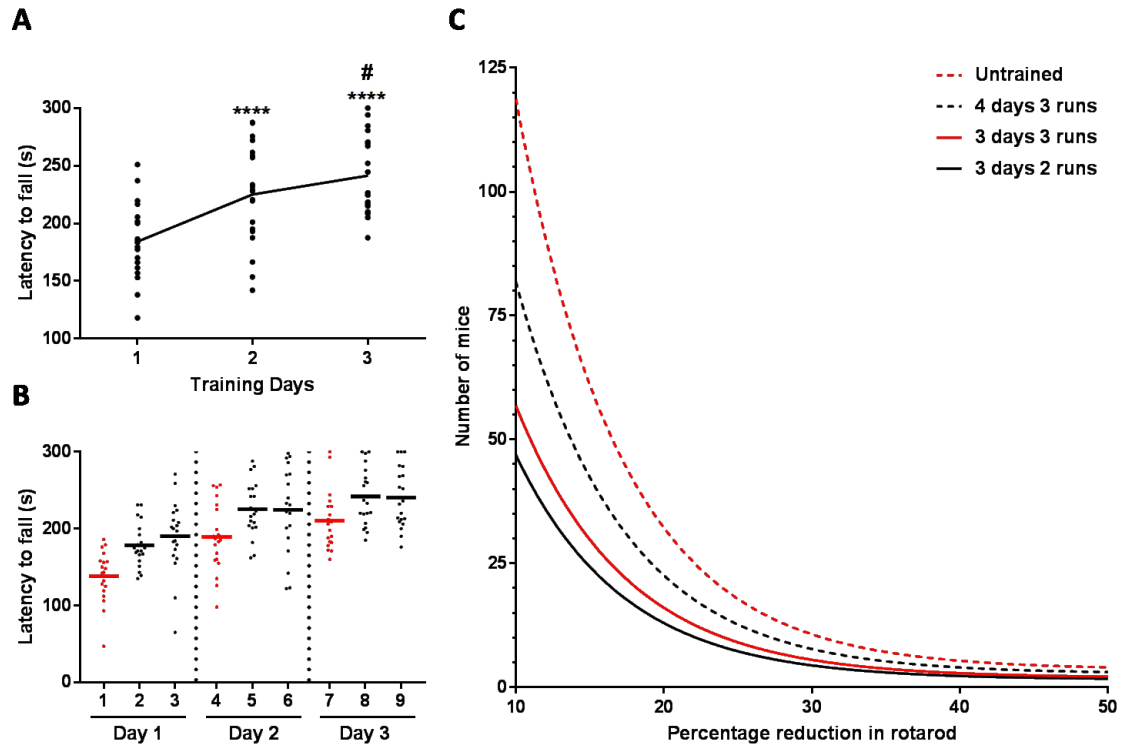 A
Latency to fall (s)
300
250
200
150
100
****
#
****
1 2 3
Training Days
B
Latency to fall (s)
300
200
100
0
1 2 3 4 5 6 7 8 9
Day 1 Day 2 Day 3
C
Number of mice
125
100
75
50
25
0
Untrained
4 days 3 runs
3 days 3 runs
3 days 2 runs
10 20 30 40 50
Percentage reduction in rotarod